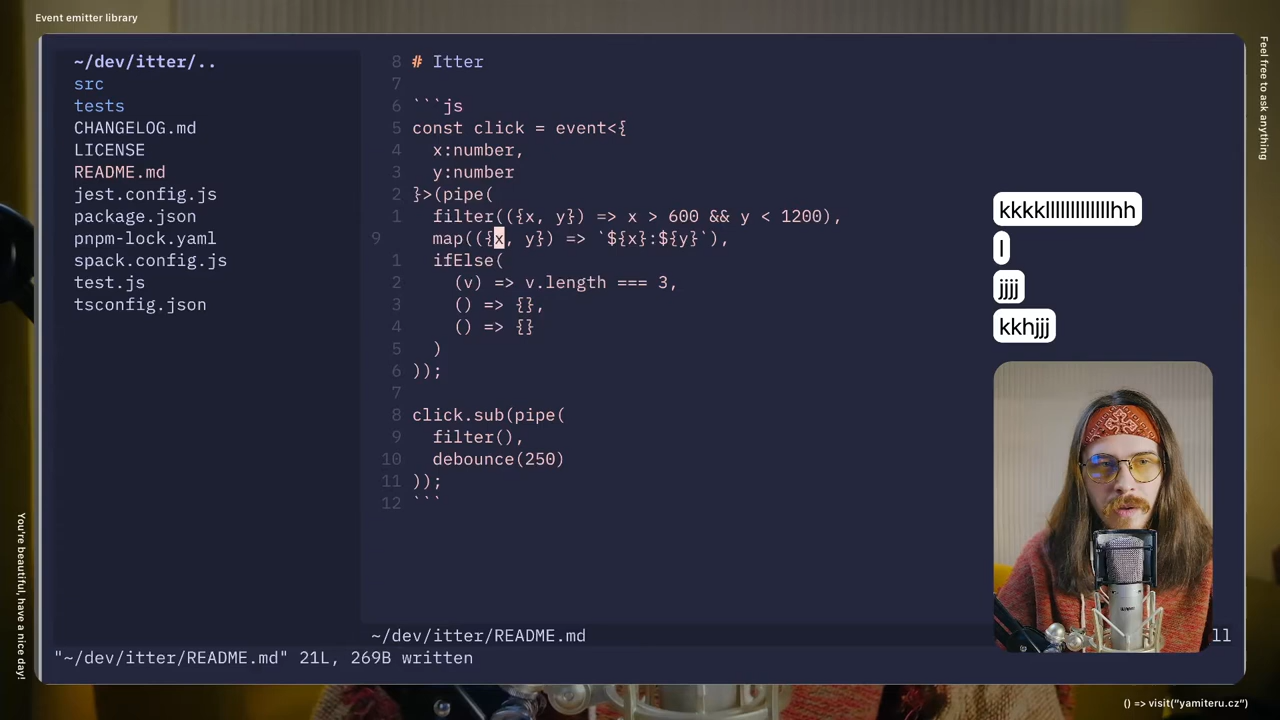 Event emitter library
Feel free to ask anything
~/dev/itter/..
src
tests
CHANGELOG.md
LICENSE
README.md
jest.config.js
package.json
pnpm-lock.yaml
spack.config.js
test.js
tsconfig.json
8 # Itter
7
6 ```js
5 const click = event<{
4   x:number,
3   y:number
2 }>(pipe(
1   filter(({x, y}) => x > 600 && y < 1200),
9   map(({x, y}) => `${x}:${y}`),
1   ifElse(
2     (v) => v.length === 3,
3     () => {},
4     () => {}
5   )
6 ));
7
8 click.sub(pipe(
9   filter(),
10   debounce(250)
11 ));
12 ```
kkkkllllllllllllhh
l
jjjj
kkhjjj
~/dev/itter/README.md
ll
"~/dev/itter/README.md" 21L, 269B written
You're beautiful, have a nice day!
() => visit("yamiteru.cz")